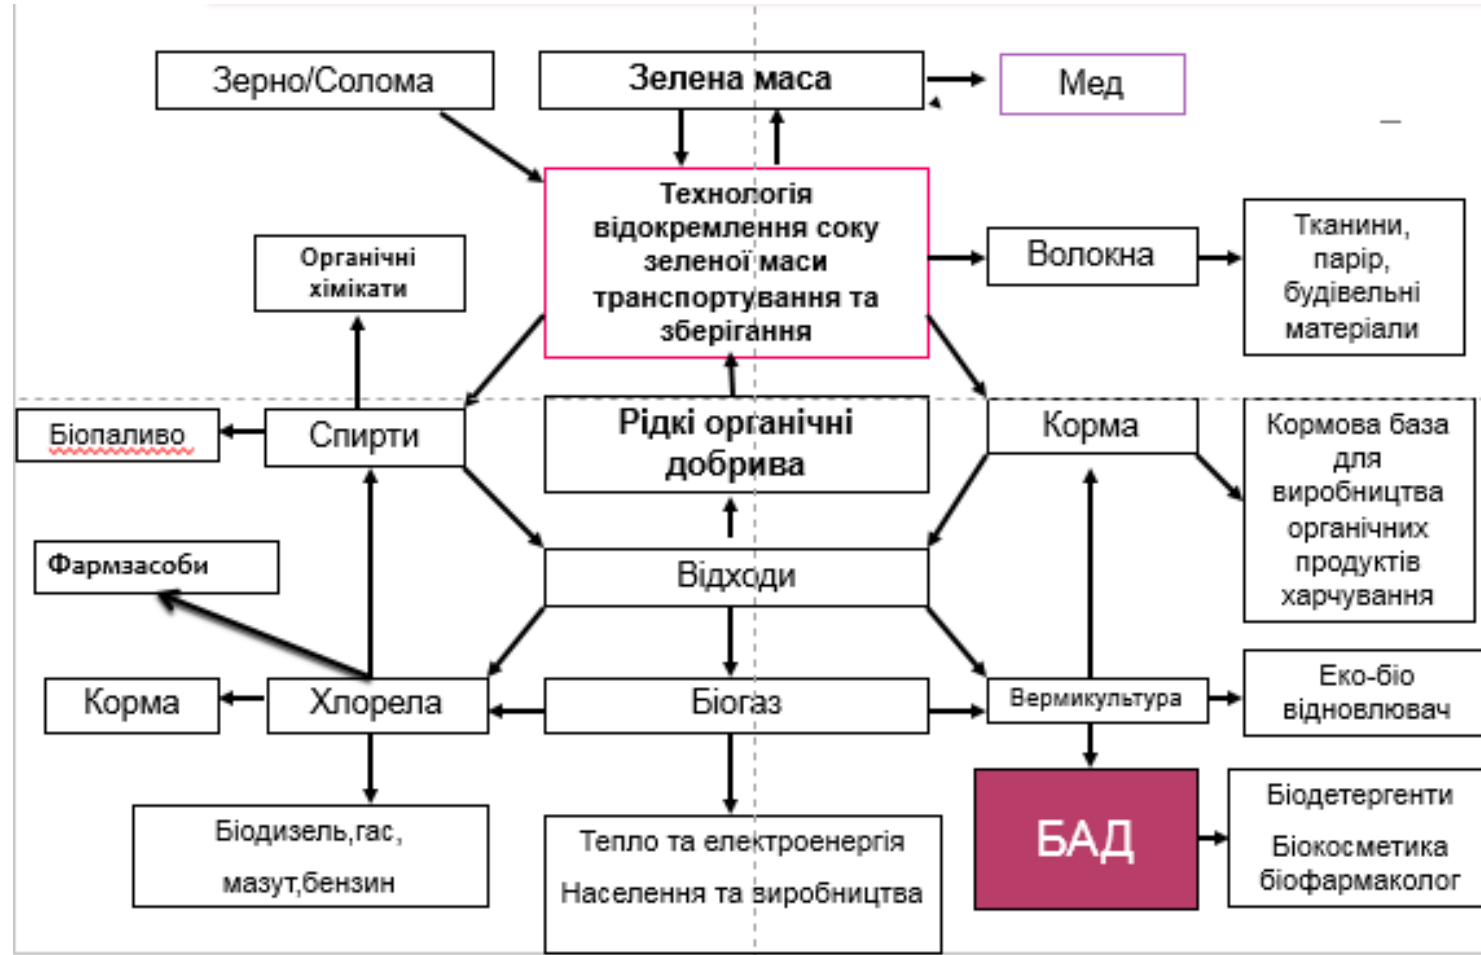 Зерно/Солома
Зелена маса
Мед
Технологія
відокремлення соку
зеленої маси
транспортування та
зберігання
Органічні
хімікати
Волокна
Тканини,
парір,
будівельні
матеріали
Біопаливо
Спирти
Рідкі органічні
добрива
Корма
Кормова база
для
виробництва
органічних
продуктів
харчування
Фармзасоби
Відходи
Корма
Хлорела
Біогаз
Вермикультура
Еко-біо
відновлювач
Біодизель,гас,
мазут,бензин
Тепло та електроенергія
Населення та виробництва
БАД
Біодетергенти
Біокосметика
біофармаколог